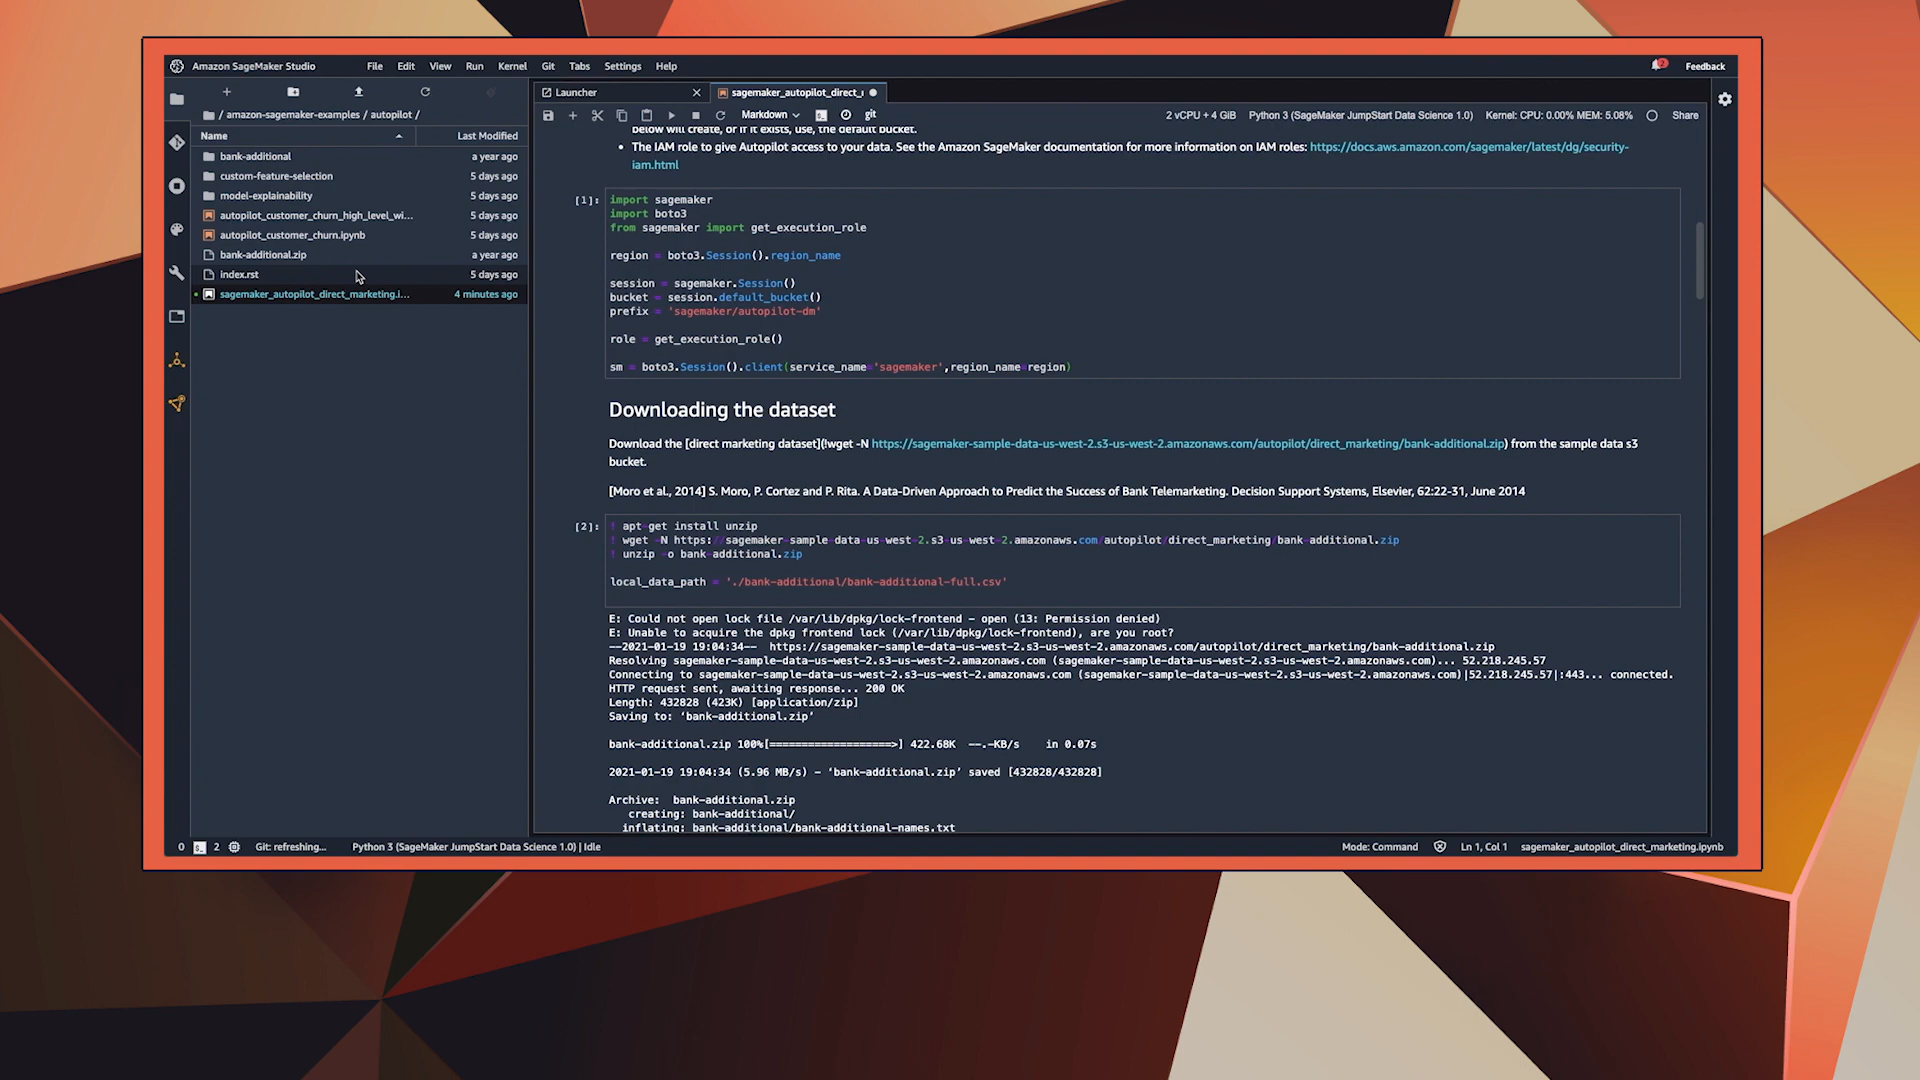 Amazon SageMaker Studio File Edit View Run Kernel Git Tabs Settings Help 2 Feedback
/ amazon-sagemaker-examples / autopilot /
Name Last Modified
bank-additional a year ago
custom-feature-selection 5 days ago
model-explainability 5 days ago
autopilot_customer_churn_high_level_wi... 5 days ago
autopilot_customer_churn.ipynb 5 days ago
bank-additional.zip a year ago
index.rst 5 days ago
sagemaker_autopilot_direct_marketing.i... 4 minutes ago
Launcher sagemaker_autopilot_direct_
Markdown git 2 vCPU + 4 GiB Python 3 (SageMaker JumpStart Data Science 1.0) Kernel: CPU: 0.00% MEM: 5.08% Share
below will create, or if it exists, use, the default bucket.
• The IAM role to give Autopilot access to your data. See the Amazon SageMaker documentation for more information on IAM roles: https://docs.aws.amazon.com/sagemaker/latest/dg/security-
iam.html
[1]: import sagemaker
import boto3
from sagemaker import get_execution_role
region = boto3.Session().region_name
session = sagemaker.Session()
bucket = session.default_bucket()
prefix = 'sagemaker/autopilot-dm'
role = get_execution_role()
sm = boto3.Session().client(service_name='sagemaker',region_name=region)
Downloading the dataset
Download the [direct marketing dataset](!wget -N https://sagemaker-sample-data-us-west-2.s3-us-west-2.amazonaws.com/autopilot/direct_marketing/bank-additional.zip) from the sample data s3
bucket.
[Moro et al., 2014] S. Moro, P. Cortez and P. Rita. A Data-Driven Approach to Predict the Success of Bank Telemarketing. Decision Support Systems, Elsevier, 62:22-31, June 2014
[2]: ! apt-get install unzip
! wget -N https://sagemaker-sample-data-us-west-2.s3-us-west-2.amazonaws.com/autopilot/direct_marketing/bank-additional.zip
! unzip -o bank-additional.zip
local_data_path = './bank-additional/bank-additional-full.csv'
E: Could not open lock file /var/lib/dpkg/lock-frontend - open (13: Permission denied)
E: Unable to acquire the dpkg frontend lock (/var/lib/dpkg/lock-frontend), are you root?
--2021-01-19 19:04:34-- https://sagemaker-sample-data-us-west-2.s3-us-west-2.amazonaws.com/autopilot/direct_marketing/bank-additional.zip
Resolving sagemaker-sample-data-us-west-2.s3-us-west-2.amazonaws.com (sagemaker-sample-data-us-west-2.s3-us-west-2.amazonaws.com)... 52.218.245.57
Connecting to sagemaker-sample-data-us-west-2.s3-us-west-2.amazonaws.com (sagemaker-sample-data-us-west-2.s3-us-west-2.amazonaws.com)|52.218.245.57|:443... connected.
HTTP request sent, awaiting response... 200 OK
Length: 432828 (423K) [application/zip]
Saving to: ‘bank-additional.zip’
bank-additional.zip 100%[===================>] 422.68K --.-KB/s in 0.07s
2021-01-19 19:04:34 (5.96 MB/s) - ‘bank-additional.zip’ saved [432828/432828]
Archive: bank-additional.zip
creating: bank-additional/
inflating: bank-additional/bank-additional-names.txt
0 2 Git: refreshing... Python 3 (SageMaker JumpStart Data Science 1.0) | Idle Mode: Command Ln 1, Col 1 sagemaker_autopilot_direct_marketing.ipynb